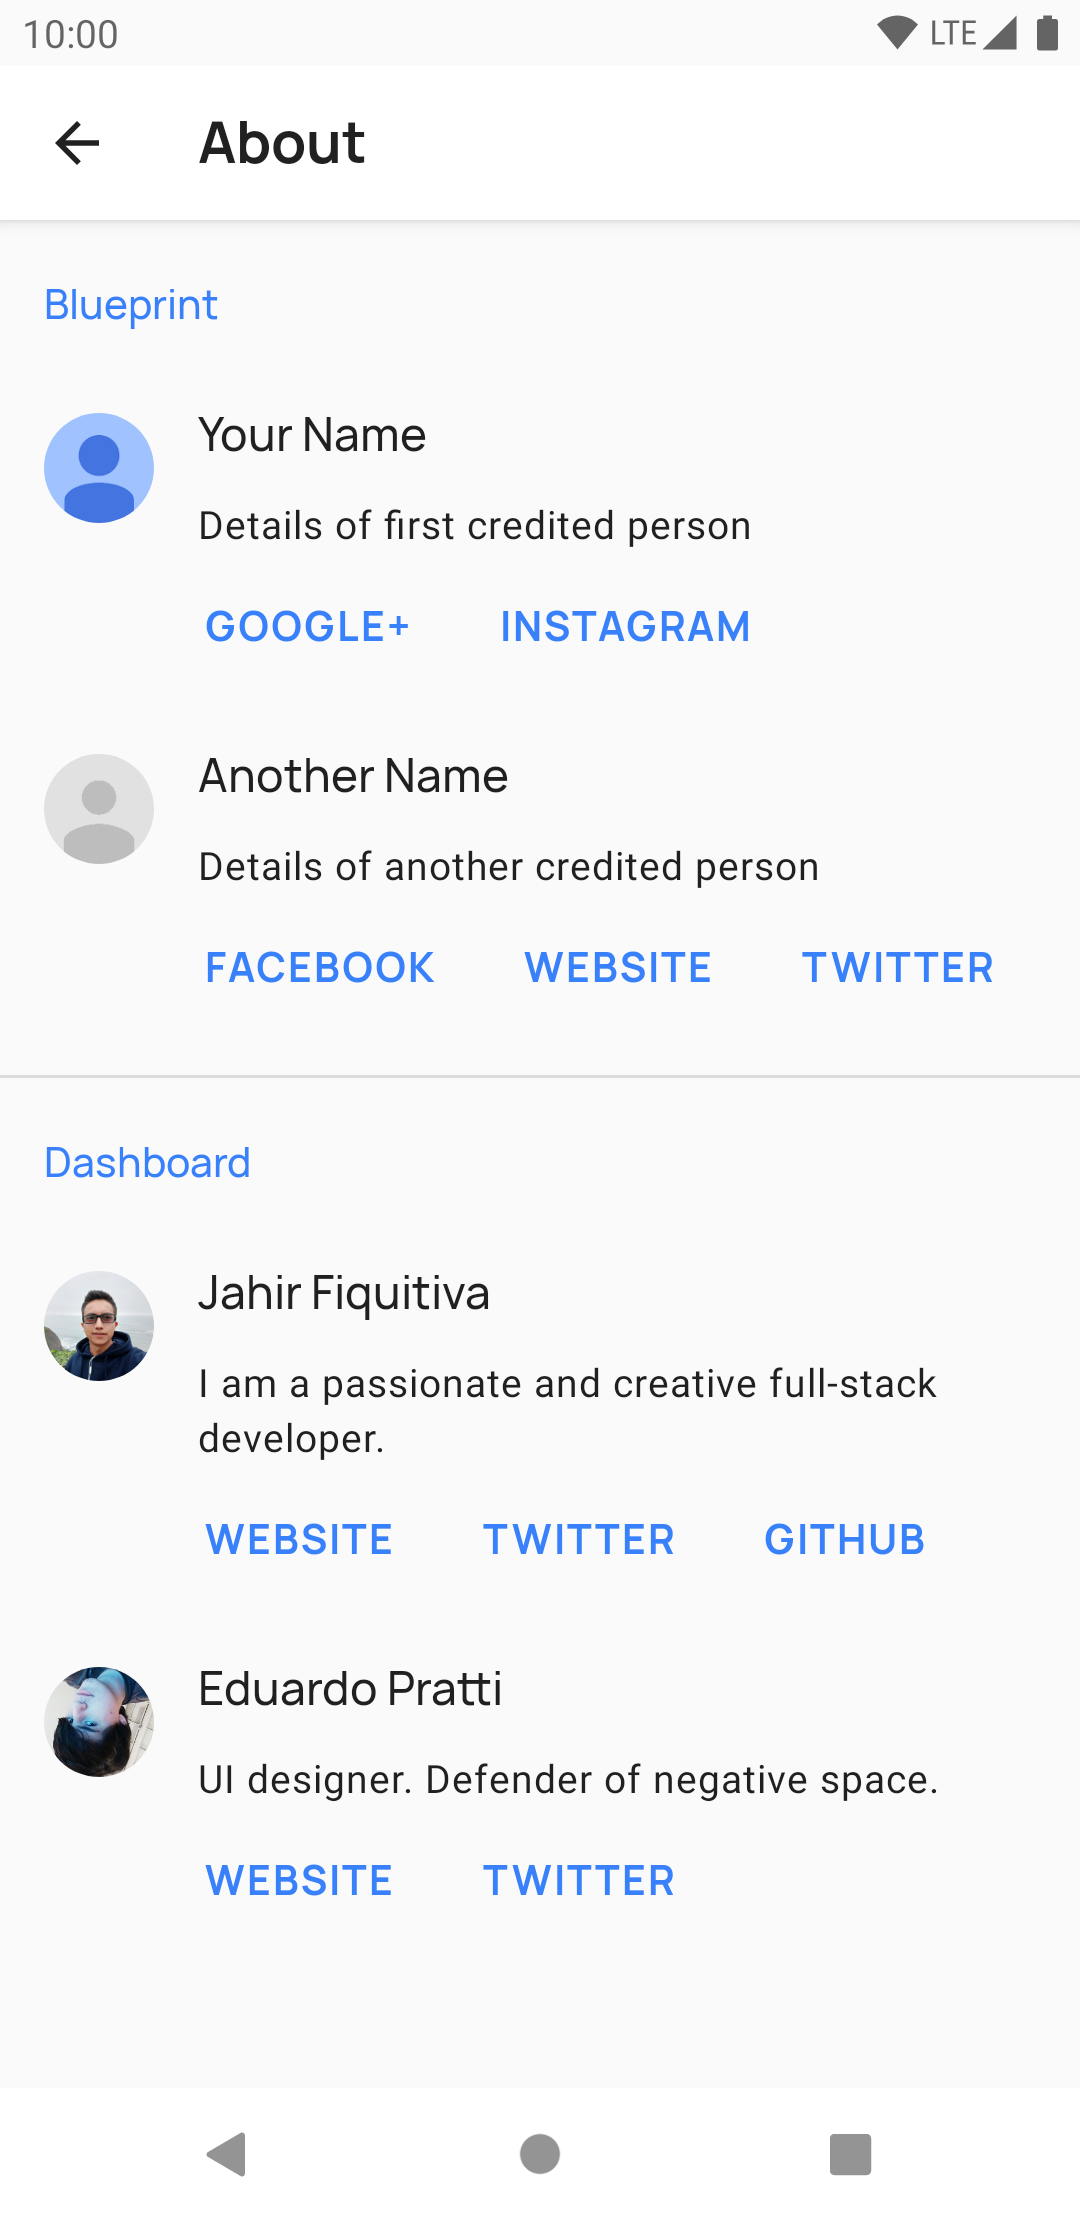 10:00
LTE
About
Blueprint
Your Name
Details of first credited person
GOOGLE+ INSTAGRAM
Another Name
Details of another credited person
FACEBOOK WEBSITE TWITTER
Dashboard
Jahir Fiquitiva
I am a passionate and creative full-stack
developer.
WEBSITE TWITTER GITHUB
Eduardo Pratti
UI designer. Defender of negative space.
WEBSITE TWITTER